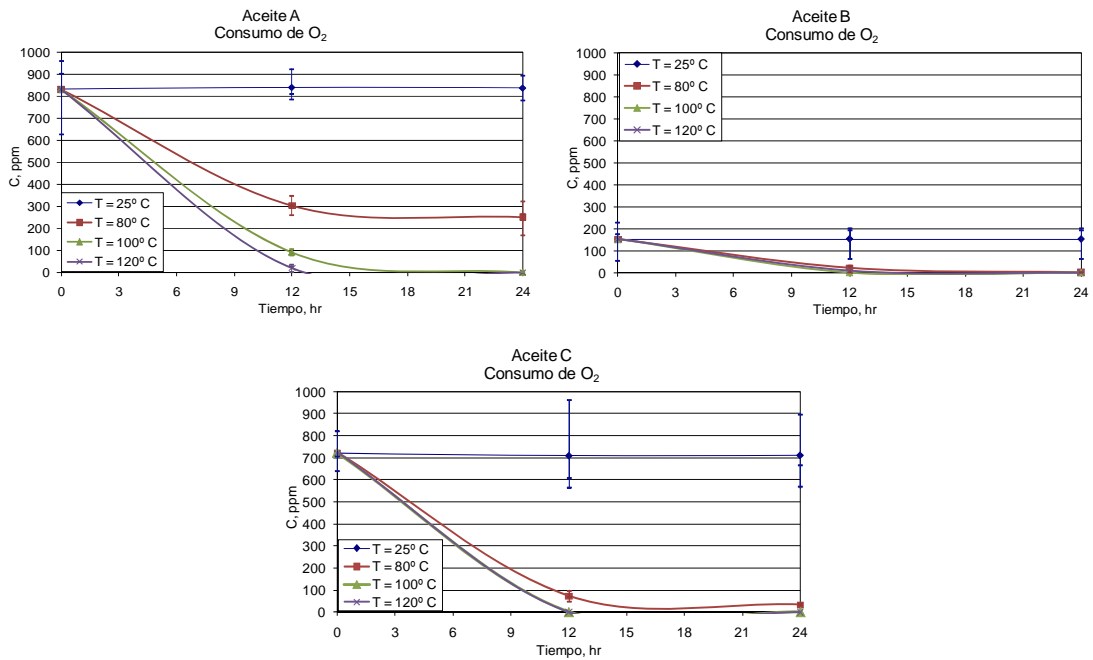 Aceite A
Consumo de O₂
1000
900
800
700
600
500
400
300
200
100
0
C, ppm
T = 25º C
T = 80º C
T = 100º C
T = 120º C
0 3 6 9 12 15 18 21 24
Tiempo, hr
Aceite B
Consumo de O₂
1000
900
800
700
600
500
400
300
200
100
0
C, ppm
T = 25º C
T = 80º C
T = 100º C
T = 120º C
0 3 6 9 12 15 18 21 24
Tiempo, hr
Aceite C
Consumo de O₂
1000
900
800
700
600
500
400
300
200
100
0
C, ppm
T = 25º C
T = 80º C
T = 100º C
T = 120º C
0 3 6 9 12 15 18 21 24
Tiempo, hr